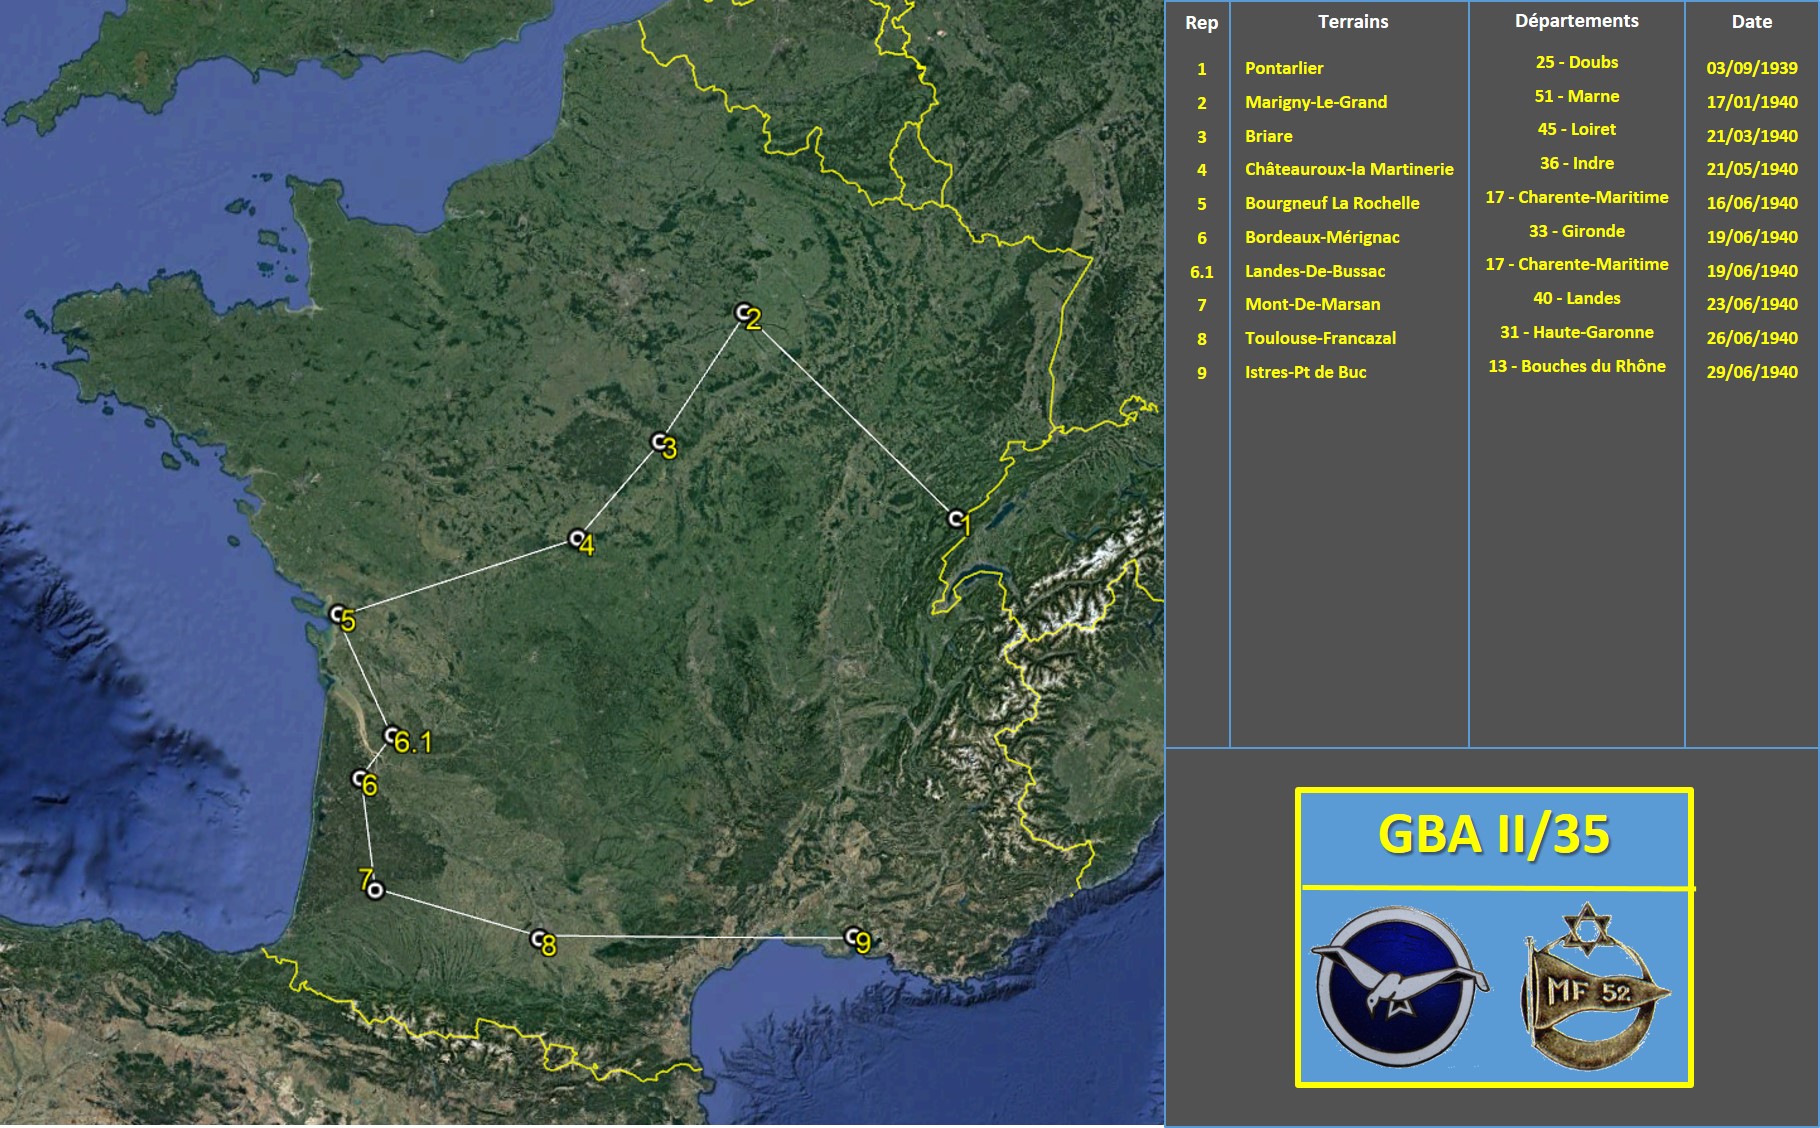 Rep Terrains Départements Date
1 Pontarlier 25 - Doubs 03/09/1939
2 Marigny-Le-Grand 51 - Marne 17/01/1940
3 Briare 45 - Loiret 21/03/1940
4 Châteauroux-la Martinerie 36 - Indre 21/05/1940
5 Bourgneuf La Rochelle 17 - Charente-Maritime 16/06/1940
6 Bordeaux-Mérignac 33 - Gironde 19/06/1940
6.1 Landes-De-Bussac 17 - Charente-Maritime 19/06/1940
7 Mont-De-Marsan 40 - Landes 23/06/1940
8 Toulouse-Francazal 31 - Haute-Garonne 26/06/1940
9 Istres-Pt de Buc 13 - Bouches du Rhône 29/06/1940
2
3
1
4
5
6.1
6
7
8
9
GBA II/35
MF 52